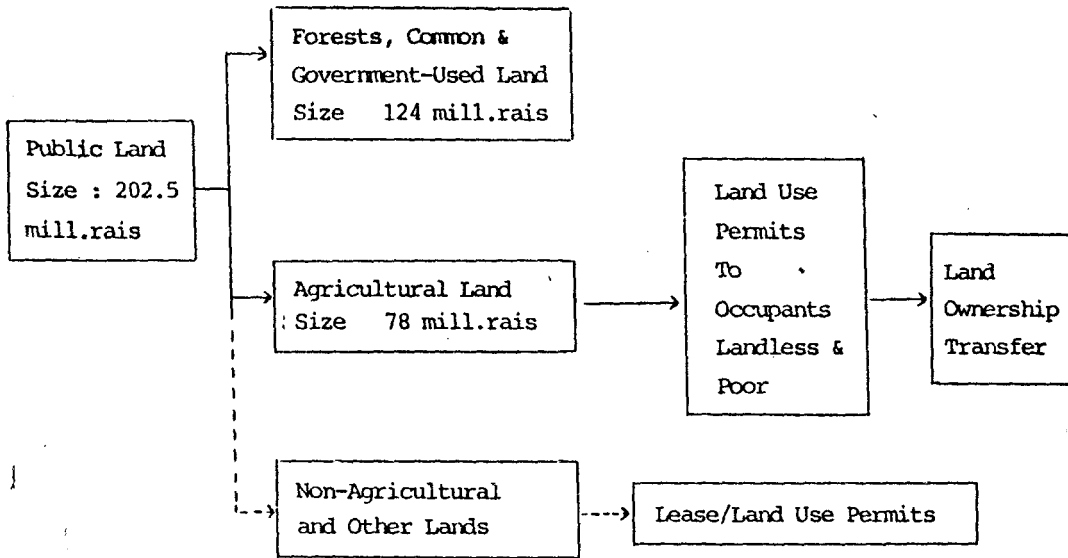 Forests, Common &
Government-Used Land
Size 124 mill.rais
Public Land
Size : 202.5
mill.rais
Agricultural Land
Size 78 mill.rais
Land Use
Permits
To
Occupants
Landless &
Poor
Land
Ownership
Transfer
Non-Agricultural
and Other Lands
Lease/Land Use Permits